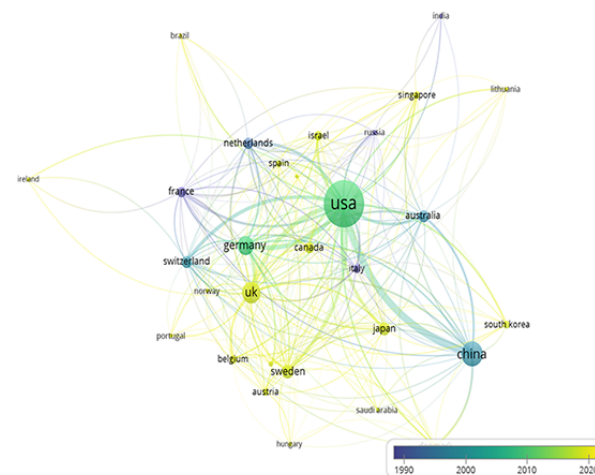 india
brazil
lithuania
singapore
israel
russia
netherlands
spain
ireland
france
usa
australia
germany
canada
switzerland
italy
norway
uk
south korea
japan
portugal
china
belgium
sweden
austria
saudi arabia
hungary
1990 2000 2010 2020